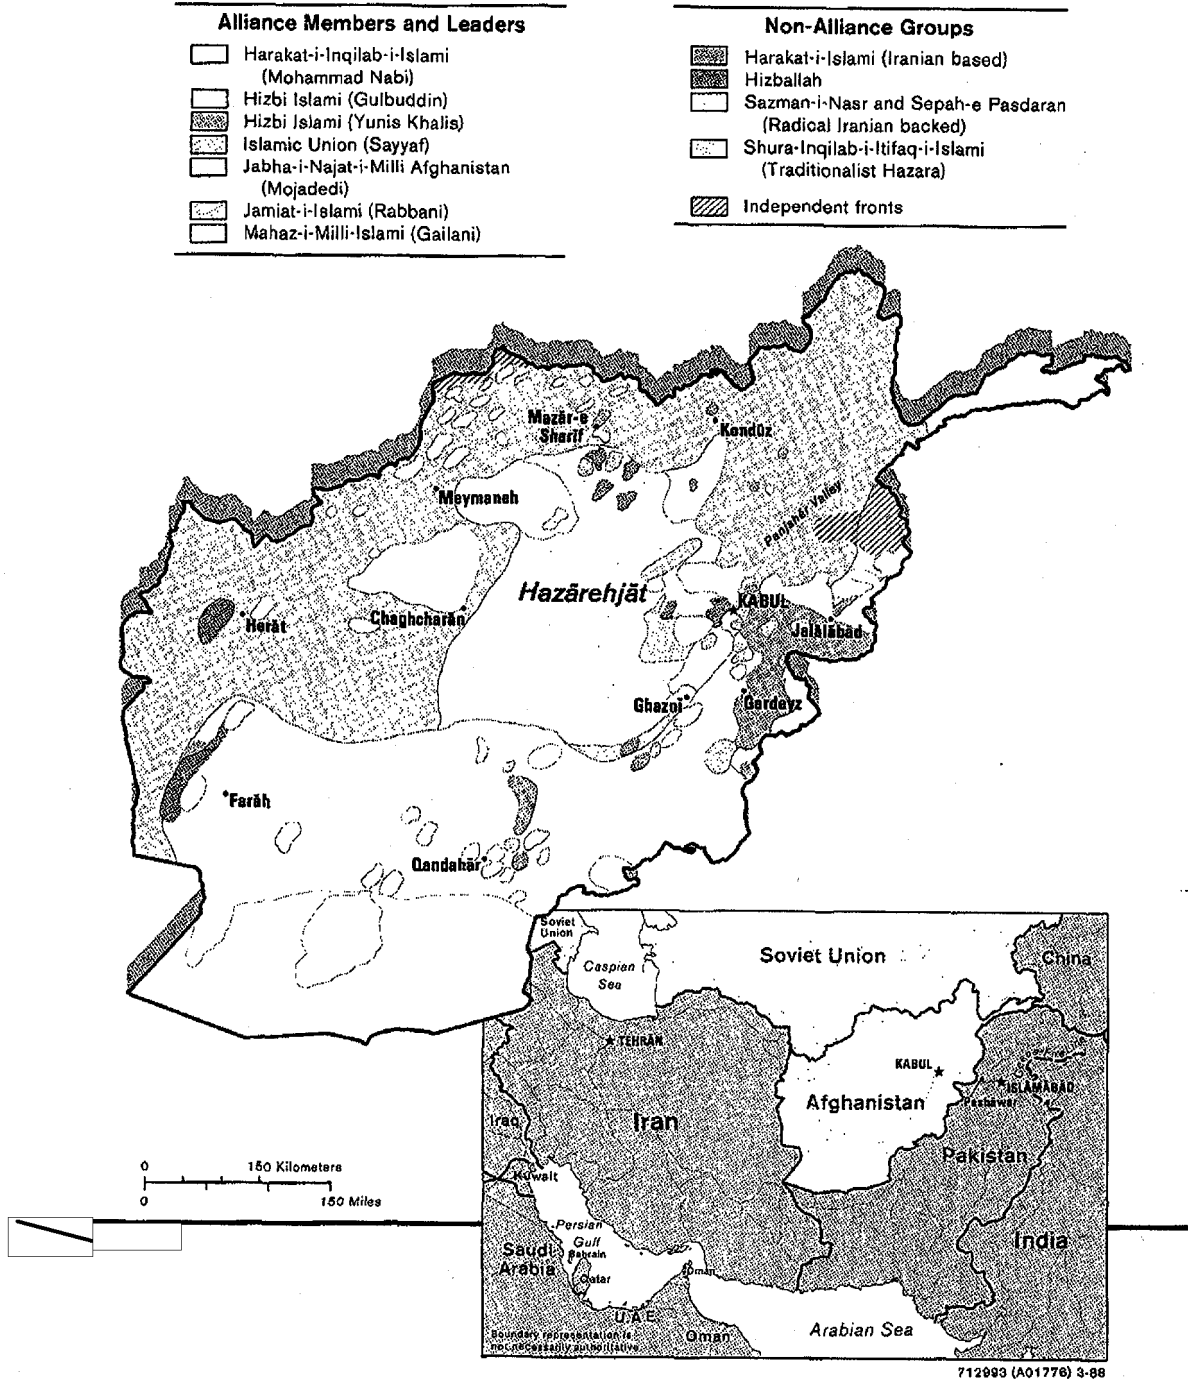 Alliance Members and Leaders
Harakat-i-Inqilab-i-Islami
(Mohammad Nabi)
Hizbi Islami (Gulbuddin)
Hizbi Islami (Yunis Khalis)
Islamic Union (Sayyaf)
Jabha-i-Najat-i-Milli Afghanistan
(Mojadedi)
Jamiat-i-Islami (Rabbani)
Mahaz-i-Milli-Islami (Gailani)
Non-Alliance Groups
Harakat-i-Islami (Iranian based)
Hizballah
Sazman-i-Nasr and Sepah-e Pasdaran
(Radical Iranian backed)
Shura-Inqilab-i-Itifaq-i-Islami
(Traditionalist Hazara)
Independent fronts
Mazār-e
Sharīf
Kondūz
Meymaneh
Panjshēr Valley
Hazārehjāt
KABUL
Herāt
Chaghcharān
Jalālābād
Ghaznī
Gardeyz
Farāh
Qandahār
Soviet
Union
Caspian
Sea
Soviet Union
China
TEHRĀN
KABUL
ISLĀMĀBĀD
Peshāwar
Afghanistan
Iran
Iraq
Pakistan
Kuwait
Persian
Gulf
Bahrain
Saudi
Arabia
Qatar
Oman
India
U.A.E.
Oman
Arabian Sea
Boundary representation is
not necessarily authoritative
0 150 Kilometers
0 150 Miles
712993 (A01776) 3-88